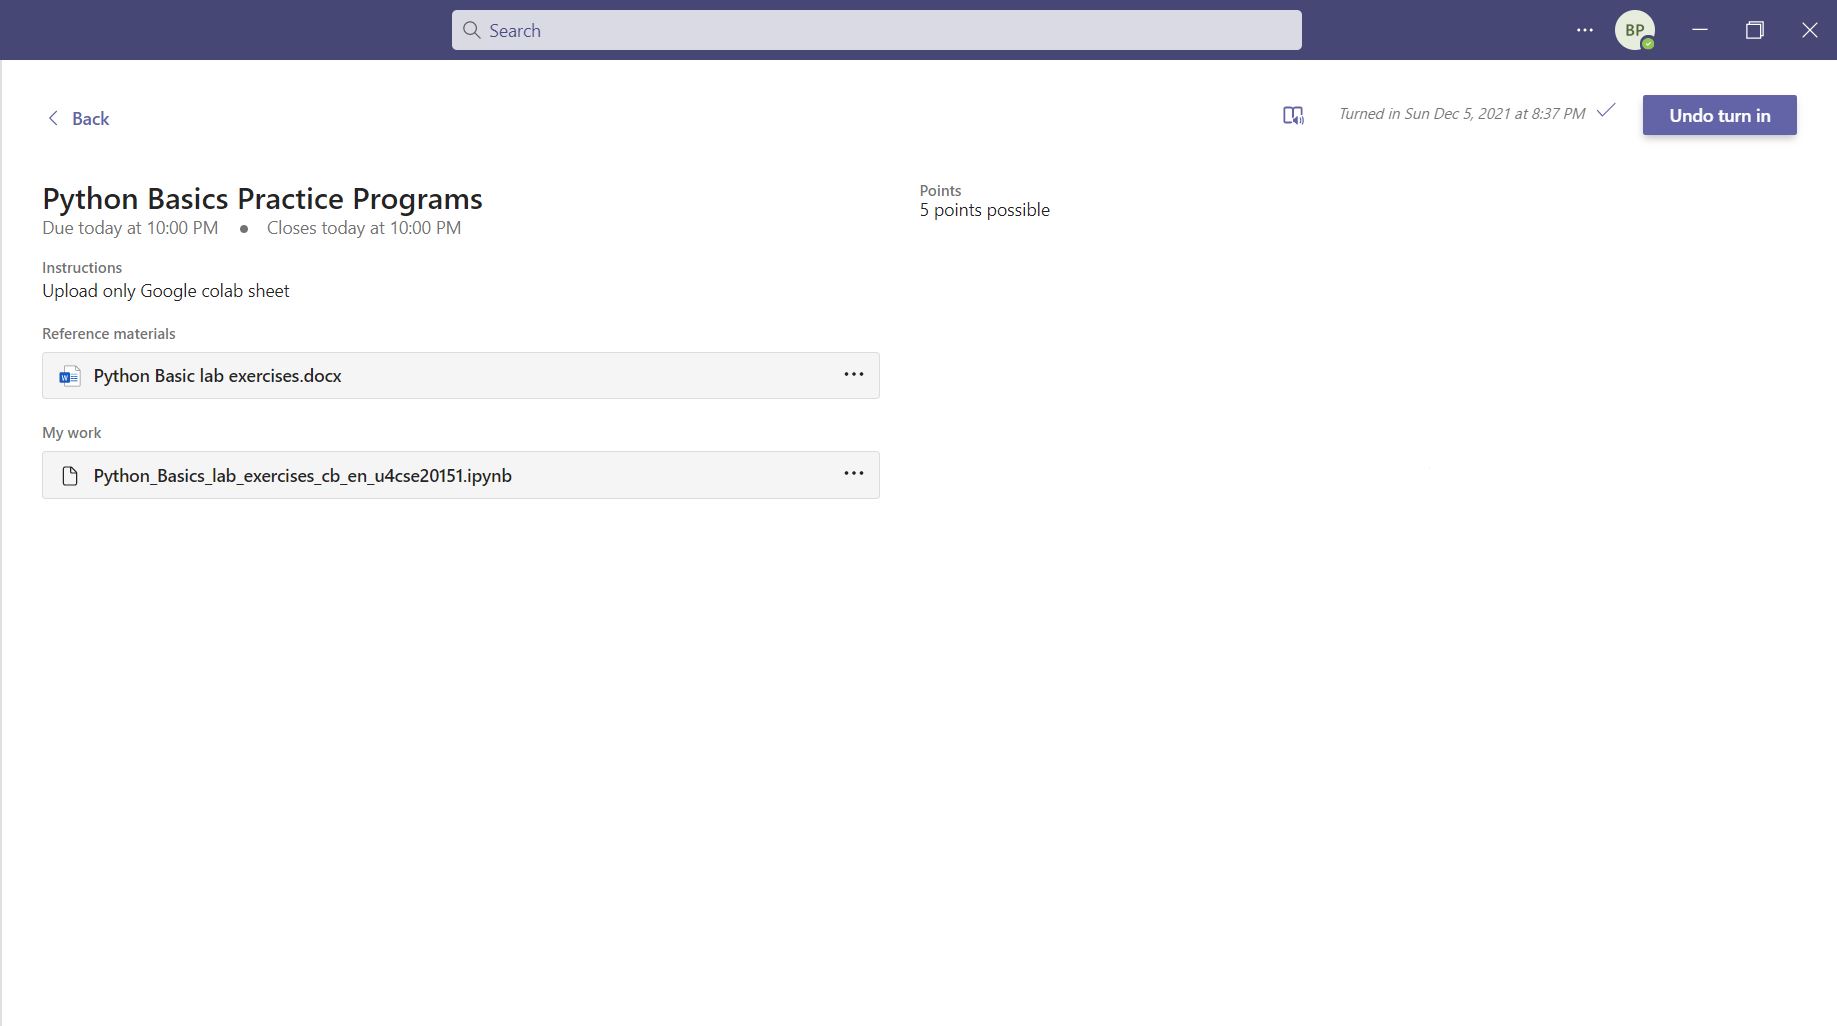 Search
BP
Back
Turned in Sun Dec 5, 2021 at 8:37 PM
Undo turn in
Python Basics Practice Programs
Due today at 10:00 PM • Closes today at 10:00 PM
Points
5 points possible
Instructions
Upload only Google colab sheet
Reference materials
Python Basic lab exercises.docx
My work
Python_Basics_lab_exercises_cb_en_u4cse20151.ipynb